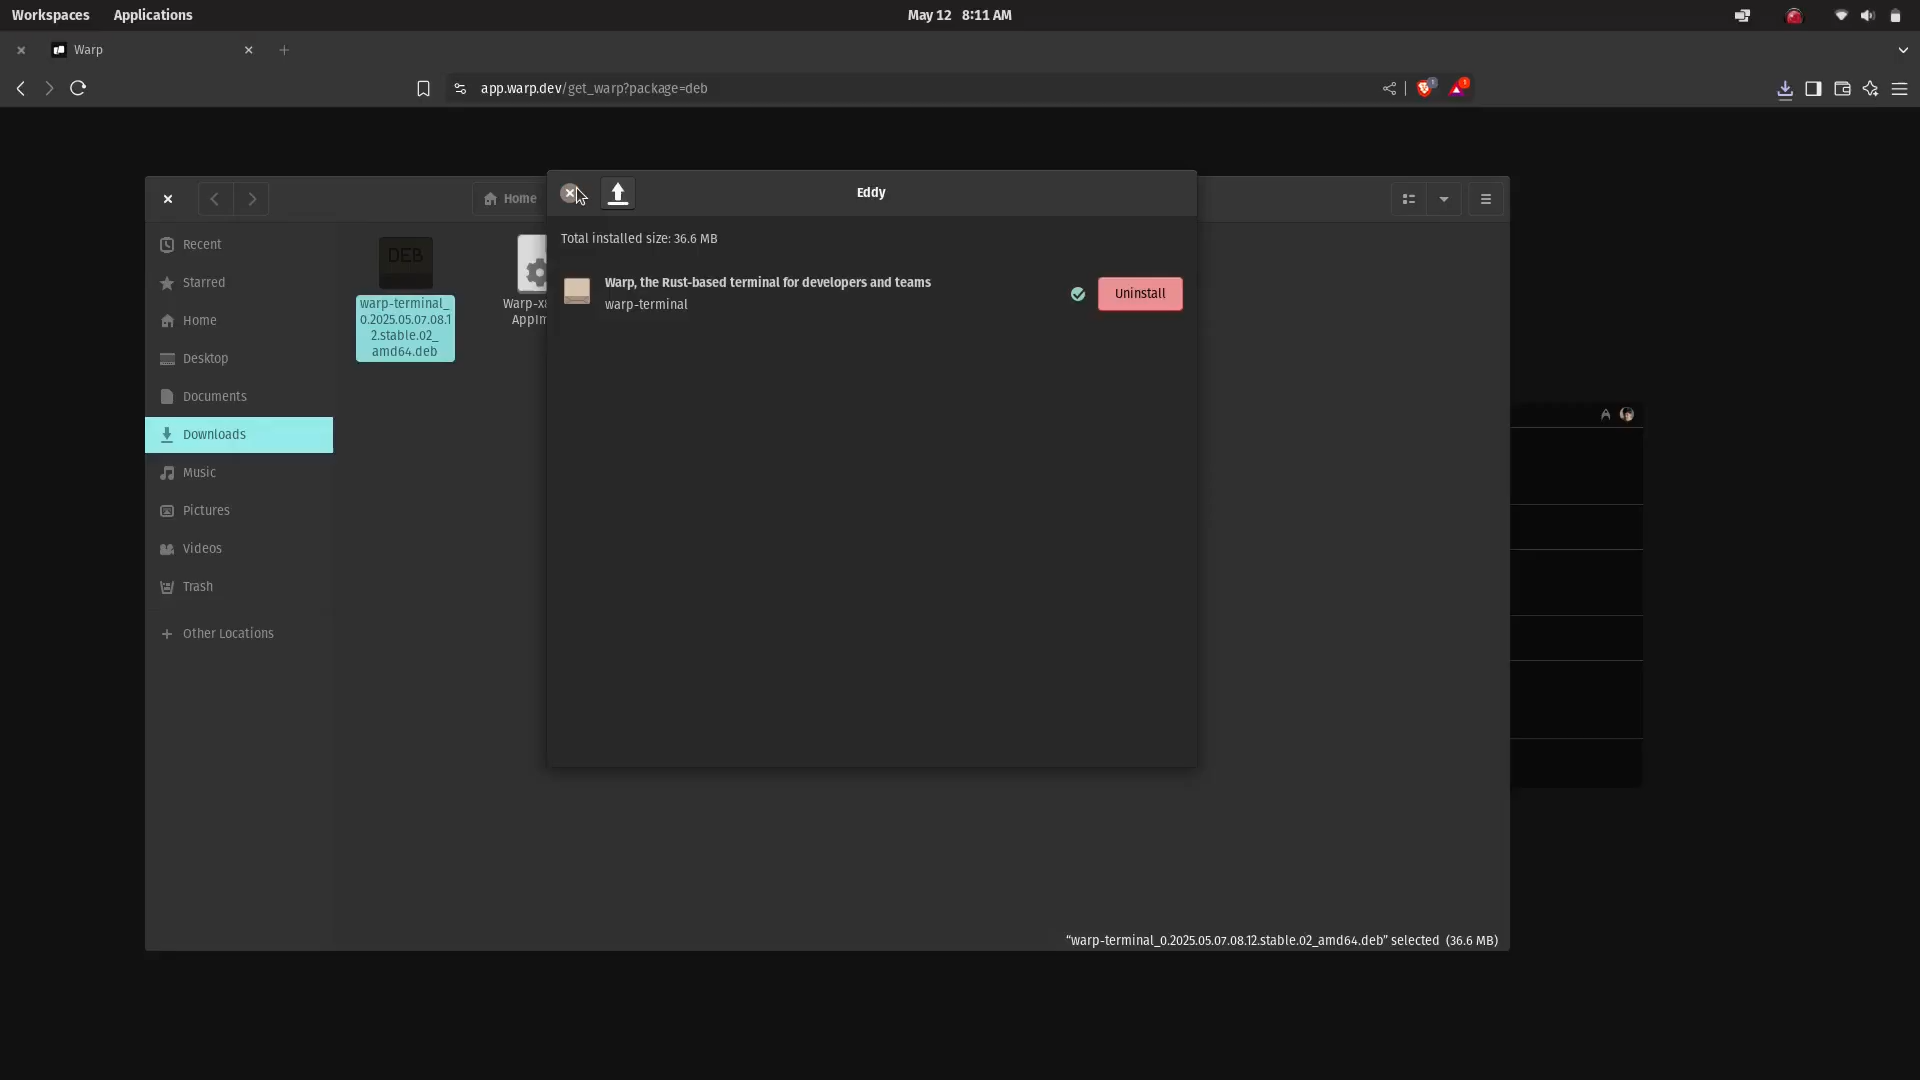 Workspaces
Applications
May 12 8:11 AM
Warp
app.warp.dev/get_warp?package=deb
1
1
Home
Eddy
Total installed size: 36.6 MB
Warp, the Rust-based terminal for developers and teams
warp-terminal
Uninstall
Recent
Starred
Home
Desktop
Documents
Downloads
Music
Pictures
Videos
Trash
Other Locations
DEB
warp-terminal_
0.2025.05.07.08.1
2.stable.02_
amd64.deb
"warp-terminal_0.2025.05.07.08.12.stable.02_amd64.deb" selected (36.6 MB)